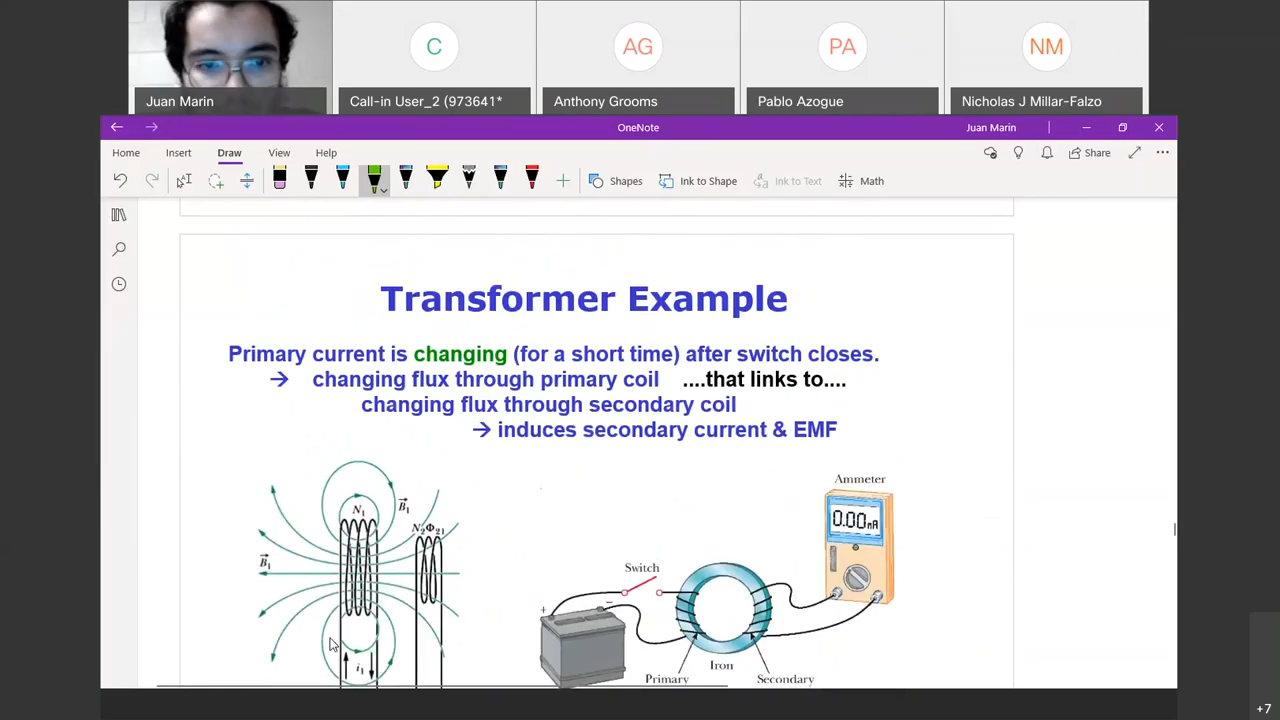 C
AG
PA
NM
Juan Marin
Call-in User_2 (973641*
Anthony Grooms
Pablo Azogue
Nicholas J Millar-Falzo
OneNote
Juan Marin
Home
Insert
Draw
View
Help
Share
Shapes
Ink to Shape
Ink to Text
Math
Transformer Example
Primary current is changing (for a short time) after switch closes.
→ changing flux through primary coil ....that links to....
changing flux through secondary coil
→ induces secondary current & EMF
Ammeter
0.00nA
N₁
B⃗₁
N₂Φ₂₁
B⃗₁
Switch
+
−
i₁
Iron
Primary
Secondary
+7